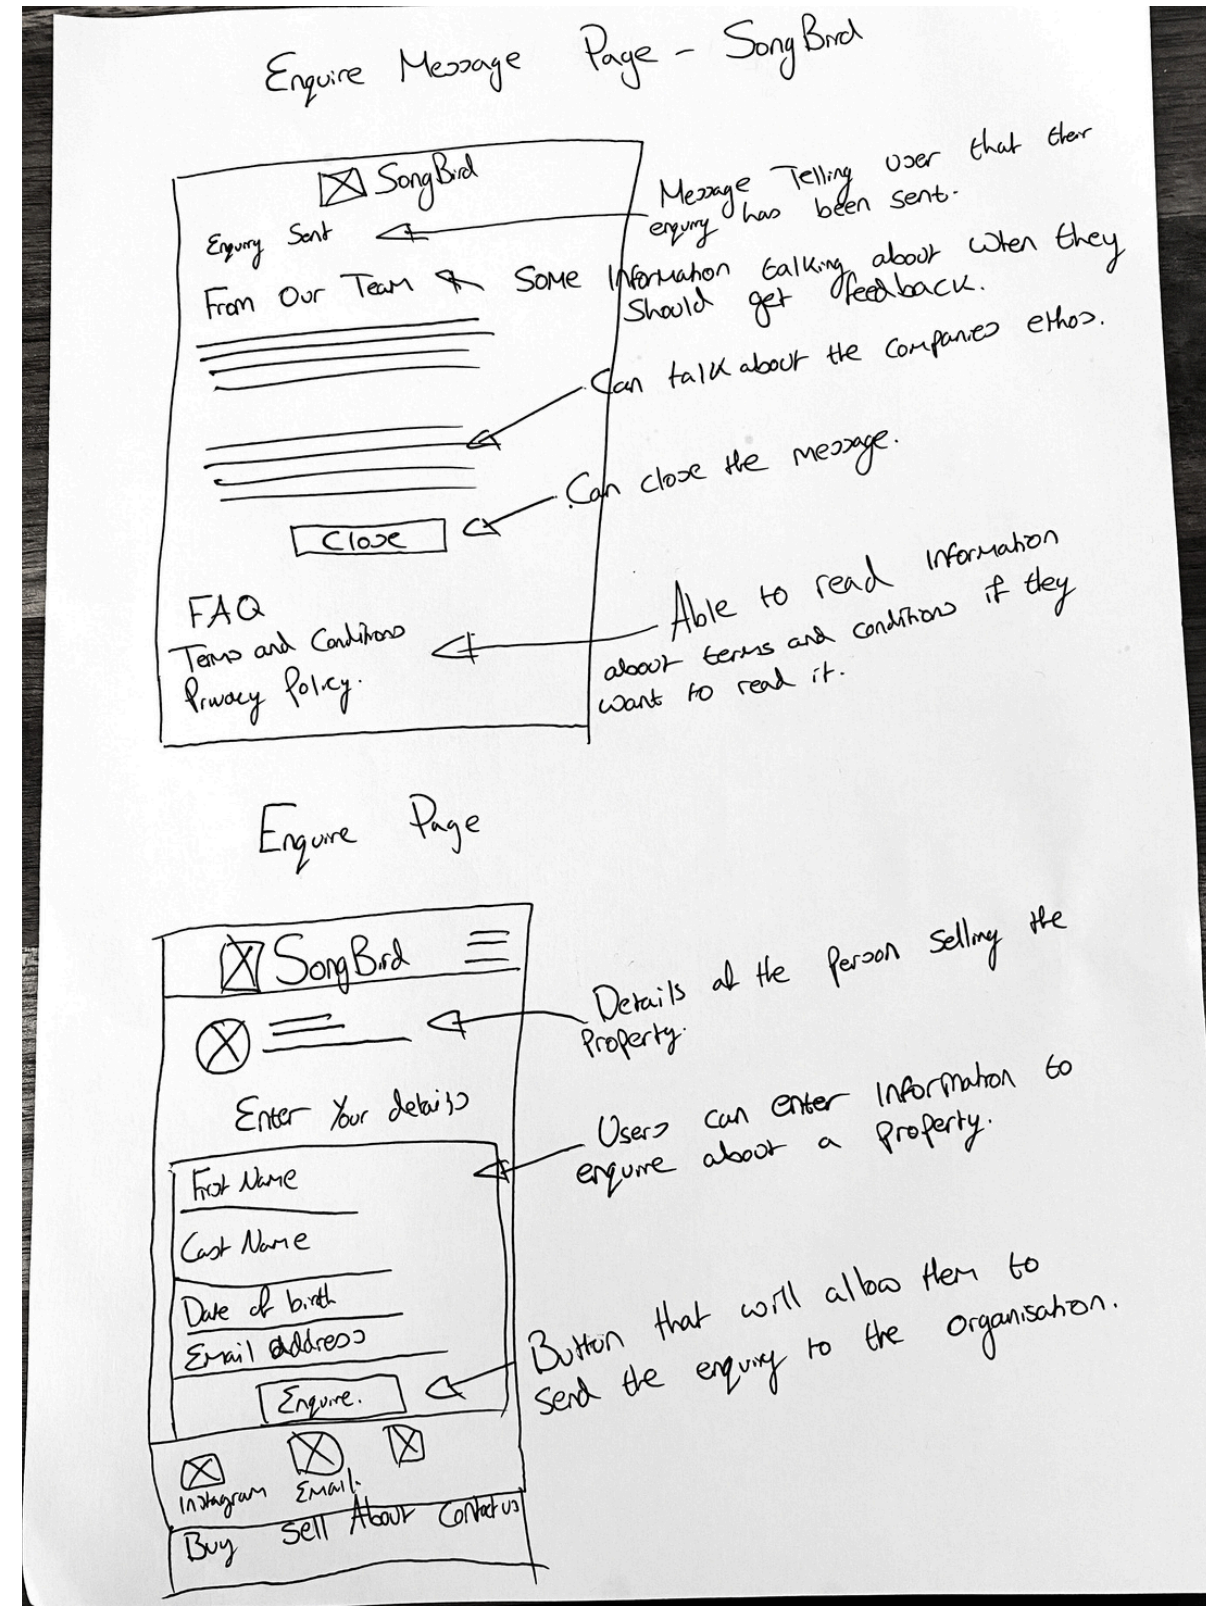 Enquire Message Page - SongBird
SongBird
Message Telling user that their
enquiry has been sent.
Enquiry Sent
From Our Team
Some Information talking about when they
Should get feedback.
Can talk about the companies ethos.
Can close the message.
Close
FAQ
Terms and Conditions
Privacy Policy.
Able to read information
about terms and conditions if they
want to read it.
Enquire Page
SongBird
Details of the Person Selling the
Property.
Enter Your details
Users can enter Information to
enquire about a Property.
First Name
Last Name
Date of birth
Email address
Enquire.
Button that will allow them to
Send the enquiry to the organisation.
Instagram
Email.
Buy Sell About Contact us